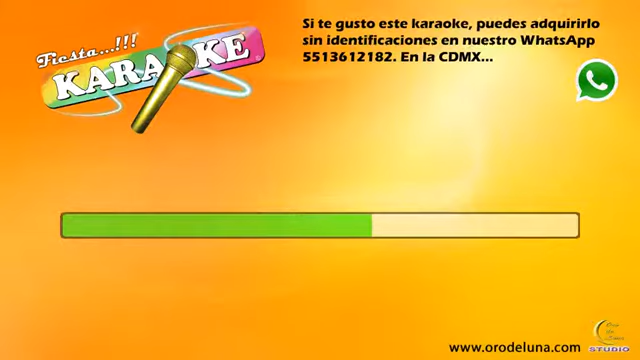 Fiesta...!!!
KARAOKE
Si te gusto este karaoke, puedes adquirirlo
sin identificaciones en nuestro WhatsApp
5513612182. En la CDMX...
www.orodeluna.com
STUDIO